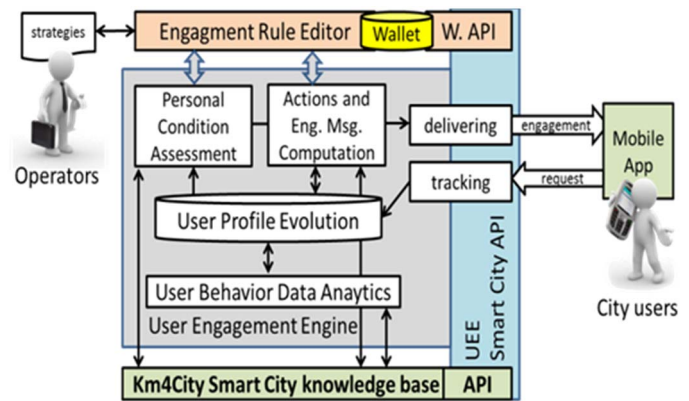 strategies
Engagment Rule Editor
Wallet
W. API
Operators
Personal
Condition
Assessment
Actions and
Eng. Msg.
Computation
delivering
engagement
Mobile
App
tracking
request
User Profile Evolution
User Behavior Data Anaytics
User Engagement Engine
UEE
Smart City API
City users
Km4City Smart City knowledge base
API